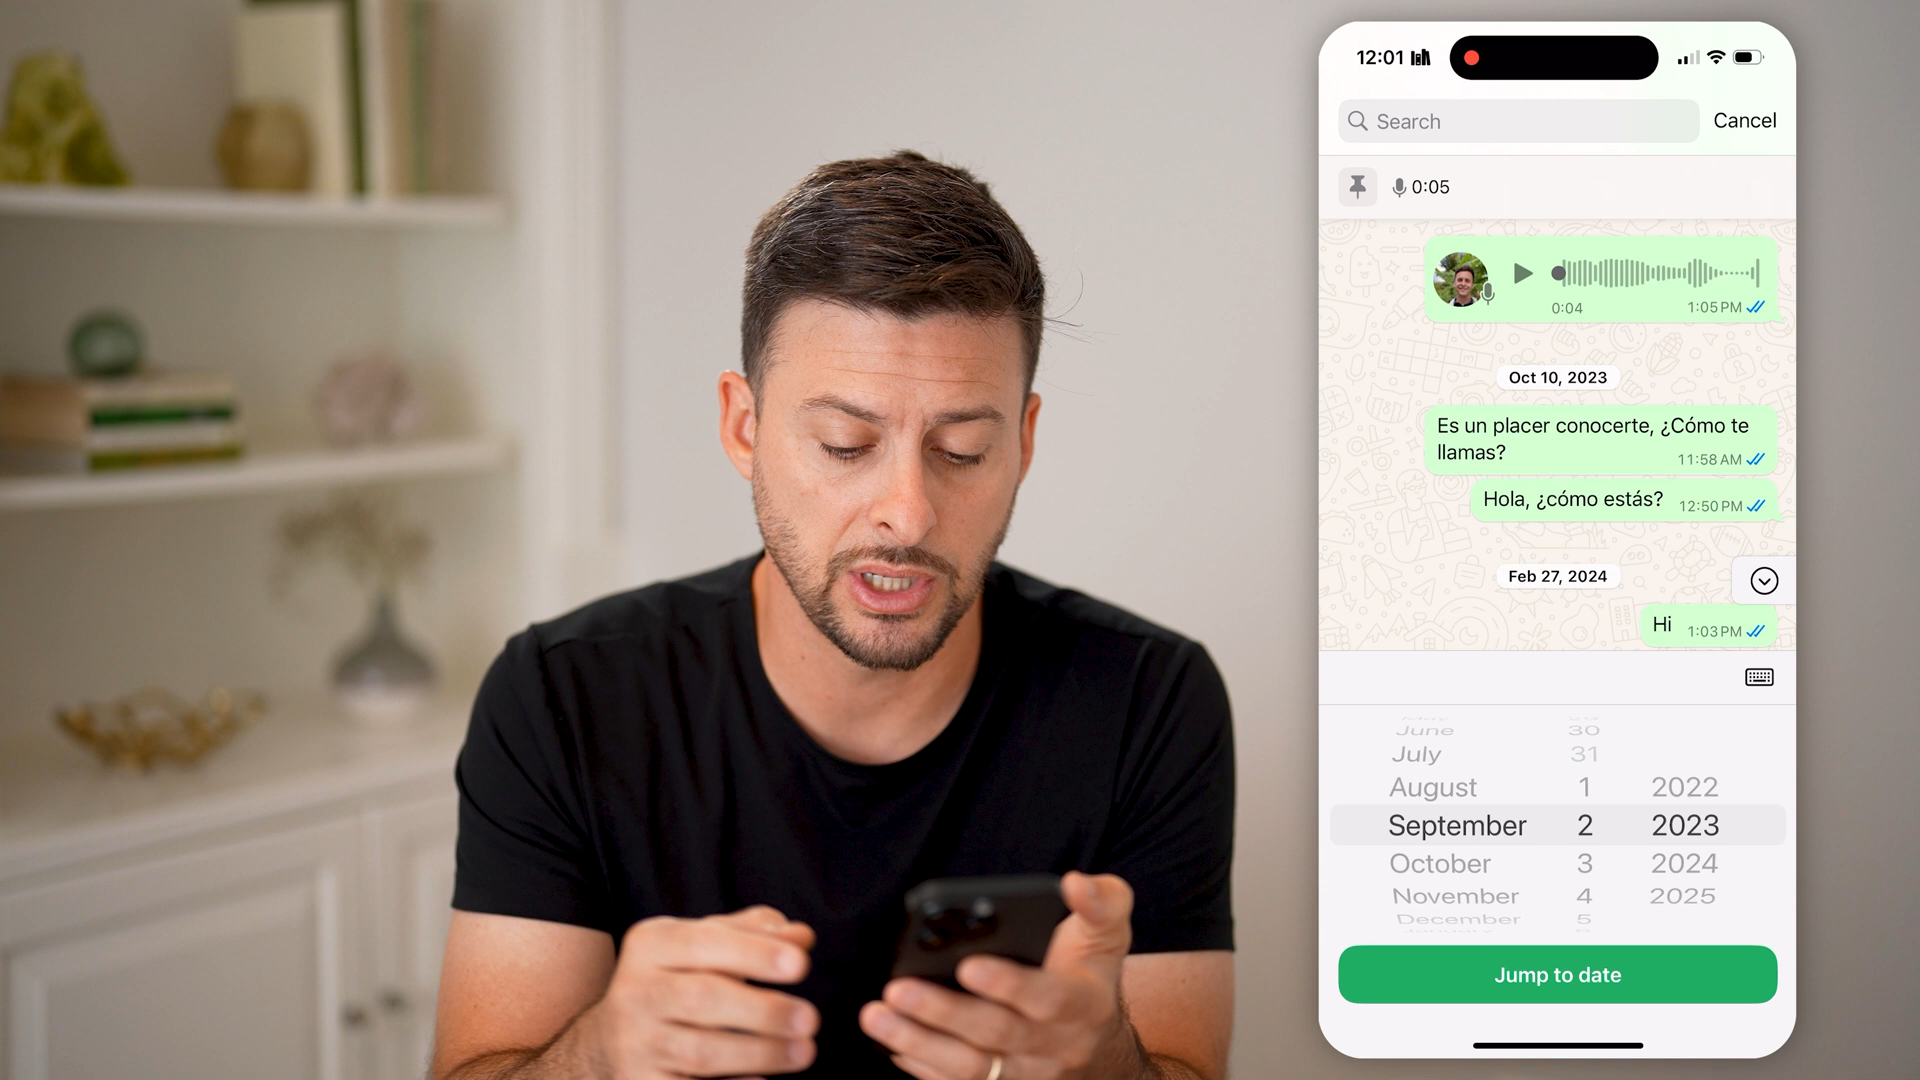 12:01
Search
Cancel
0:05
0:04
1:05 PM
Oct 10, 2023
Es un placer conocerte, ¿Cómo te
llamas?
11:58 AM
Hola, ¿cómo estás?
12:50 PM
Feb 27, 2024
Hi
1:03 PM
June 30
July 31
August 1 2022
September 2 2023
October 3 2024
November 4 2025
December 5
Jump to date